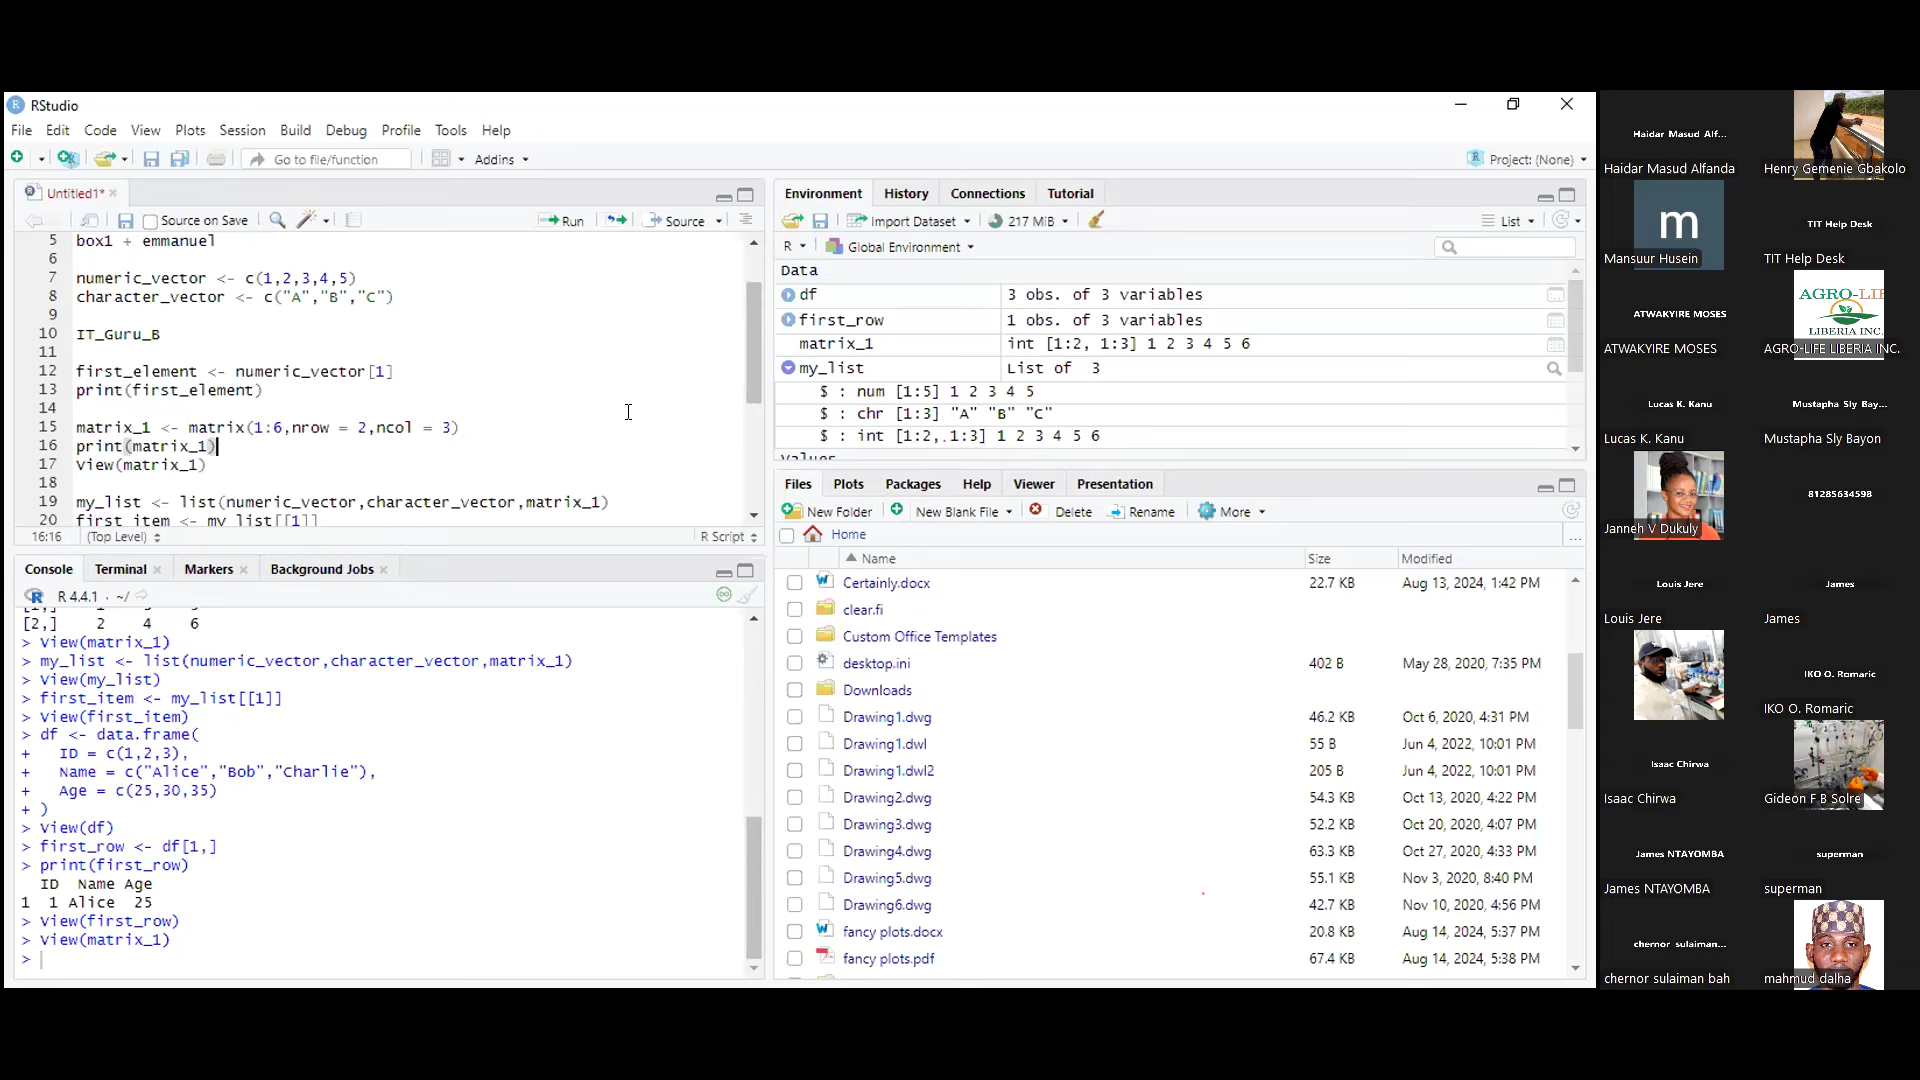 RStudio
File Edit Code View Plots Session Build Debug Profile Tools Help
Go to file/function
Addins
Project: (None)
Untitled1*
Source on Save
Run
Source
5 box1 + emmanuel
6
7 numeric_vector <- c(1,2,3,4,5)
8 character_vector <- c("A","B","C")
9
10 IT_Guru_B
11
12 first_element <- numeric_vector[1]
13 print(first_element)
14
15 matrix_1 <- matrix(1:6,nrow = 2,ncol = 3)
16 print(matrix_1)
17 View(matrix_1)
18
19 my_list <- list(numeric_vector,character_vector,matrix_1)
20 first_item <- my_list[[1]]
16:16 (Top Level) R Script
Console Terminal Markers Background Jobs
R 4.4.1 · ~/
[2,] 2 4 6
> View(matrix_1)
> my_list <- list(numeric_vector,character_vector,matrix_1)
> View(my_list)
> first_item <- my_list[[1]]
> View(first_item)
> df <- data.frame(
+ ID = c(1,2,3),
+ Name = c("Alice","Bob","Charlie"),
+ Age = c(25,30,35)
+ )
> View(df)
> first_row <- df[1,]
> print(first_row)
ID Name Age
1 1 Alice 25
> View(first_row)
> View(matrix_1)
>
Environment History Connections Tutorial
Import Dataset 217 MiB List
R Global Environment
Data
df 3 obs. of 3 variables
first_row 1 obs. of 3 variables
matrix_1 int [1:2, 1:3] 1 2 3 4 5 6
my_list List of 3
$ : num [1:5] 1 2 3 4 5
$ : chr [1:3] "A" "B" "C"
$ : int [1:2, 1:3] 1 2 3 4 5 6
Values
Files Plots Packages Help Viewer Presentation
New Folder New Blank File Delete Rename More
Home ...
Name Size Modified
Certainly.docx 22.7 KB Aug 13, 2024, 1:42 PM
clear.fi
Custom Office Templates
desktop.ini 402 B May 28, 2020, 7:35 PM
Downloads
Drawing1.dwg 46.2 KB Oct 6, 2020, 4:31 PM
Drawing1.dwl 55 B Jun 4, 2022, 10:01 PM
Drawing1.dwl2 205 B Jun 4, 2022, 10:01 PM
Drawing2.dwg 54.3 KB Oct 13, 2020, 4:22 PM
Drawing3.dwg 52.2 KB Oct 20, 2020, 4:07 PM
Drawing4.dwg 63.3 KB Oct 27, 2020, 4:33 PM
Drawing5.dwg 55.1 KB Nov 3, 2020, 8:40 PM
Drawing6.dwg 42.7 KB Nov 10, 2020, 4:56 PM
fancy plots.docx 20.8 KB Aug 14, 2024, 5:37 PM
fancy plots.pdf 67.4 KB Aug 14, 2024, 5:38 PM
Haidar Masud Alf...
Haidar Masud Alfanda
Henry Gemenie Gbakolo
m
Mansuur Husein
TIT Help Desk
TIT Help Desk
ATWAKYIRE MOSES
ATWAKYIRE MOSES
AGRO-LIF
LIBERIA INC.
AGRO-LIFE LIBERIA INC.
Lucas K. Kanu
Lucas K. Kanu
Mustapha Sly Bay...
Mustapha Sly Bayon
Janneh V Dukuly
81285634598
Louis Jere
Louis Jere
James
James
IKO O. Romaric
IKO O. Romaric
Isaac Chirwa
Isaac Chirwa
Gideon F B Solre
James NTAYOMBA
James NTAYOMBA
superman
superman
chernor sulaiman...
chernor sulaiman bah
mahmud dalha